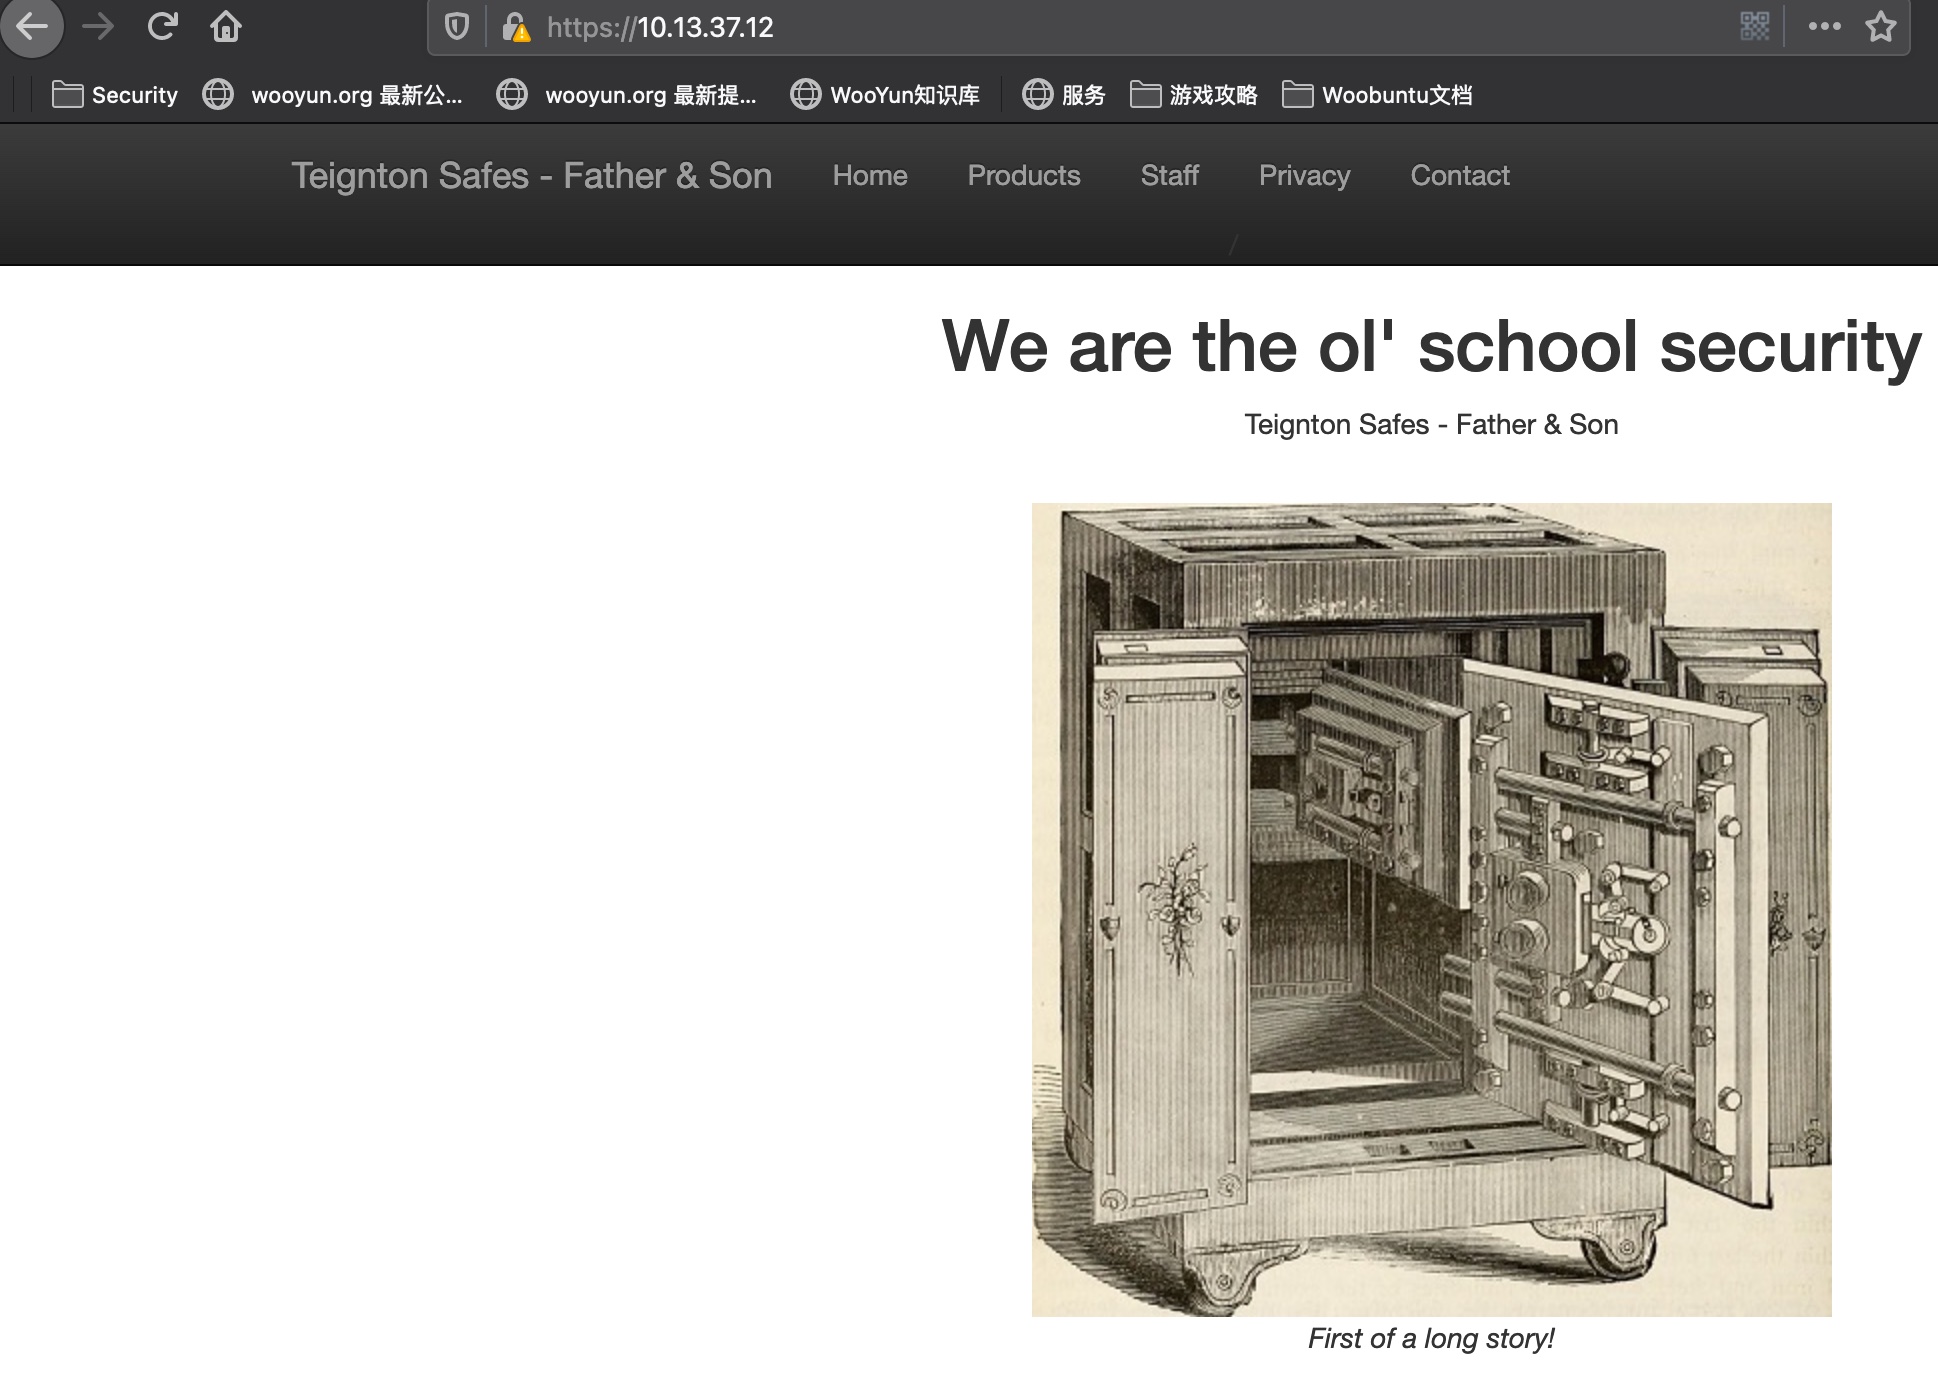 https://10.13.37.12
Security wooyun.org 最新公... wooyun.org 最新提... WooYun知识库 服务 游戏攻略 Woobuntu文档
Teignton Safes - Father & Son Home Products Staff Privacy Contact
/
We are the ol' school security
Teignton Safes - Father & Son
First of a long story!